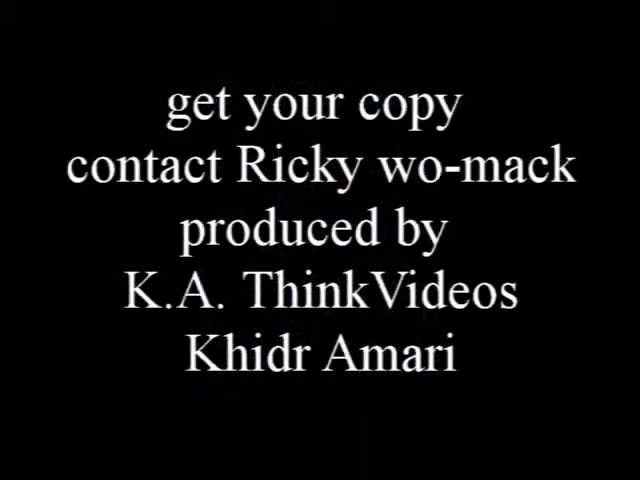 get your copy
contact Ricky wo-mack
produced by
K.A. ThinkVideos
Khidr Amari